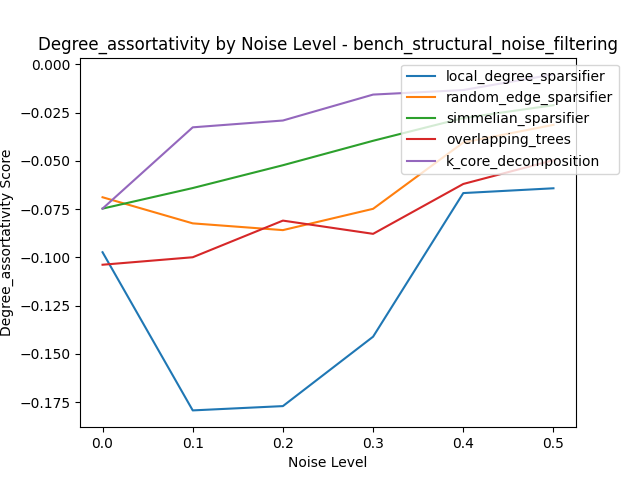 Degree_assortativity by Noise Level - bench_structural_noise_filtering
Degree_assortativity Score
0.000
−0.025
−0.050
−0.075
−0.100
−0.125
−0.150
−0.175
local_degree_sparsifier
random_edge_sparsifier
simmelian_sparsifier
overlapping_trees
k_core_decomposition
0.0 0.1 0.2 0.3 0.4 0.5
Noise Level